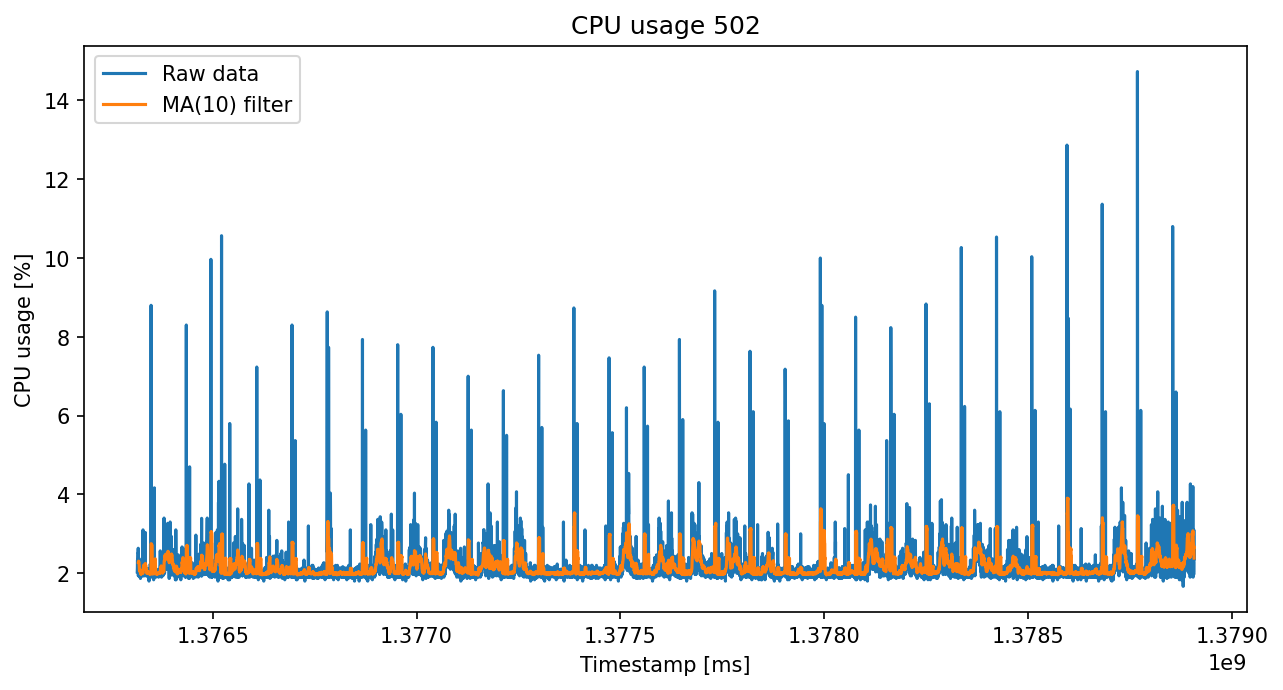 CPU usage 502
Raw data
MA(10) filter
CPU usage [%]
14
12
10
8
6
4
2
1.3765
1.3770
1.3775
1.3780
1.3785
1.3790
1e9
Timestamp [ms]